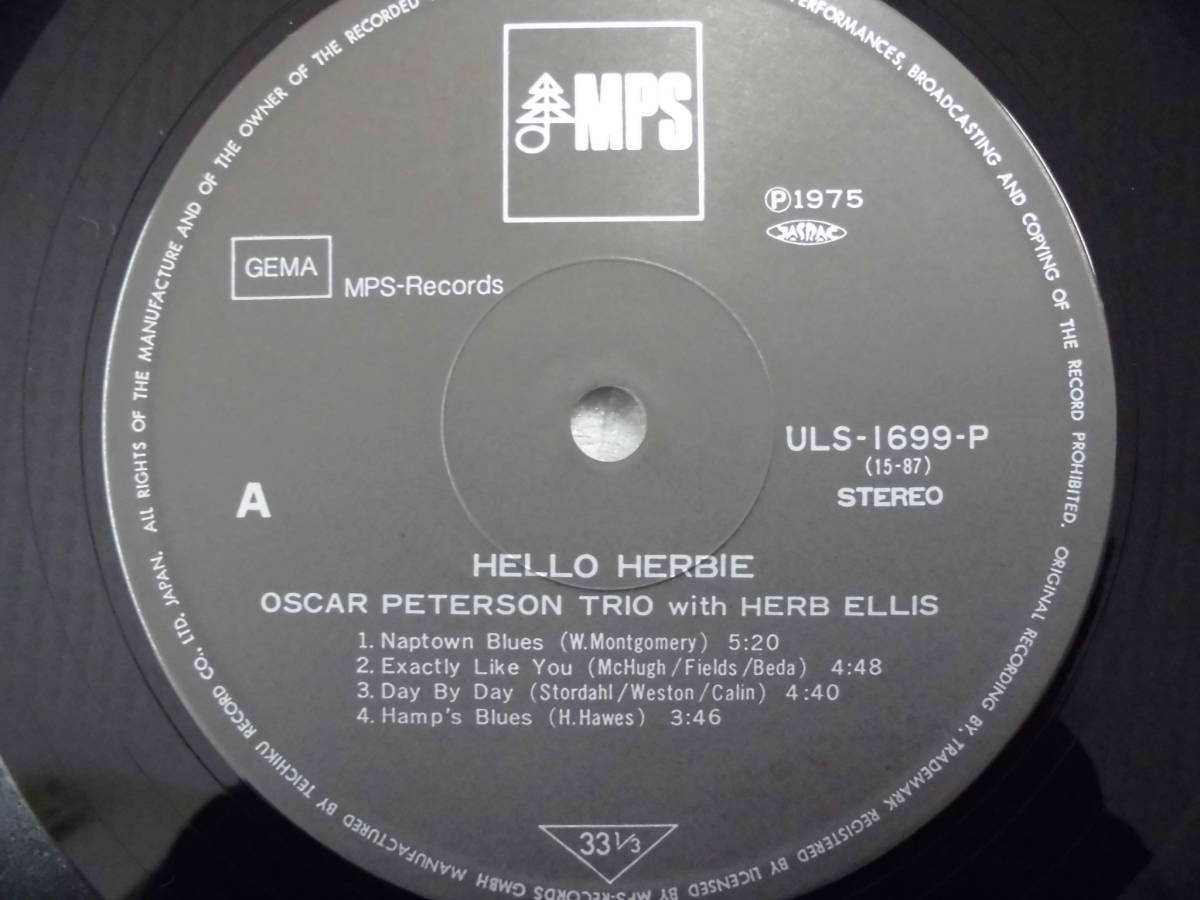 MPS
℗1975
JASRAC
GEMA
MPS-Records
ULS-1699-P
(15-87)
STEREO
A
HELLO HERBIE
OSCAR PETERSON TRIO with HERB ELLIS
1. Naptown Blues (W.Montgomery) 5:20
2. Exactly Like You (McHugh/Fields/Beda) 4:48
3. Day By Day (Stordahl/Weston/Calin) 4:40
4. Hamp's Blues (H.Hawes) 3:46
33 1/3
MANUFACTURED BY TEICHIKU RECORD CO., LTD. JAPAN. ALL RIGHTS OF THE MANUFACTURE AND OF THE OWNER OF THE RECORDED
PERFORMANCES, BROADCASTING AND COPYING OF THE RECORD PROHIBITED. ORIGINAL RECORDING BY, TRADEMARK REGISTERED BY, LICENSED BY MPS-RECORDS GMBH